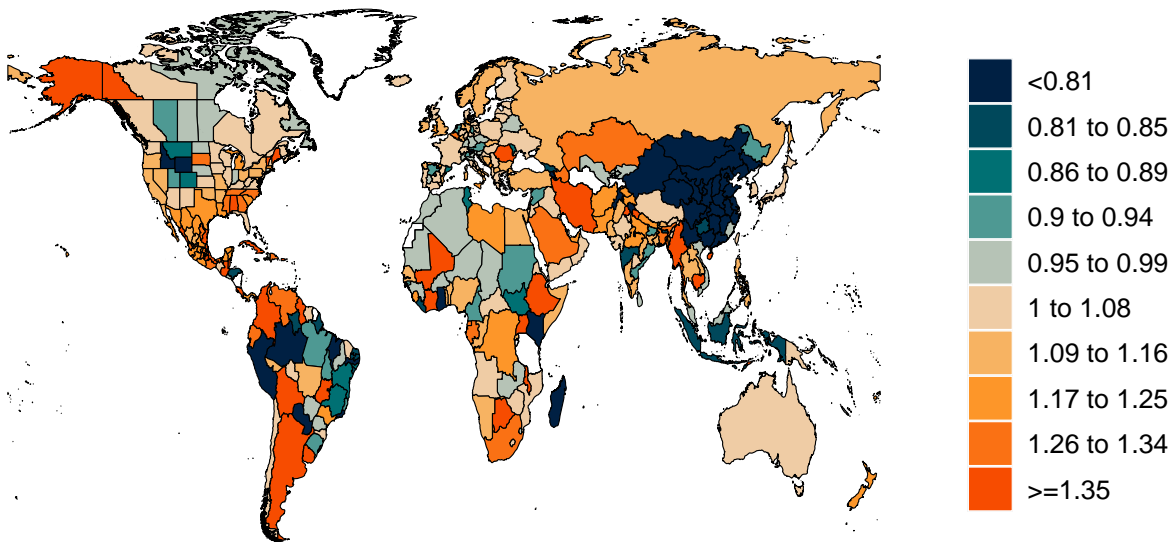 <0.81
0.81 to 0.85
0.86 to 0.89
0.9 to 0.94
0.95 to 0.99
1 to 1.08
1.09 to 1.16
1.17 to 1.25
1.26 to 1.34
>=1.35